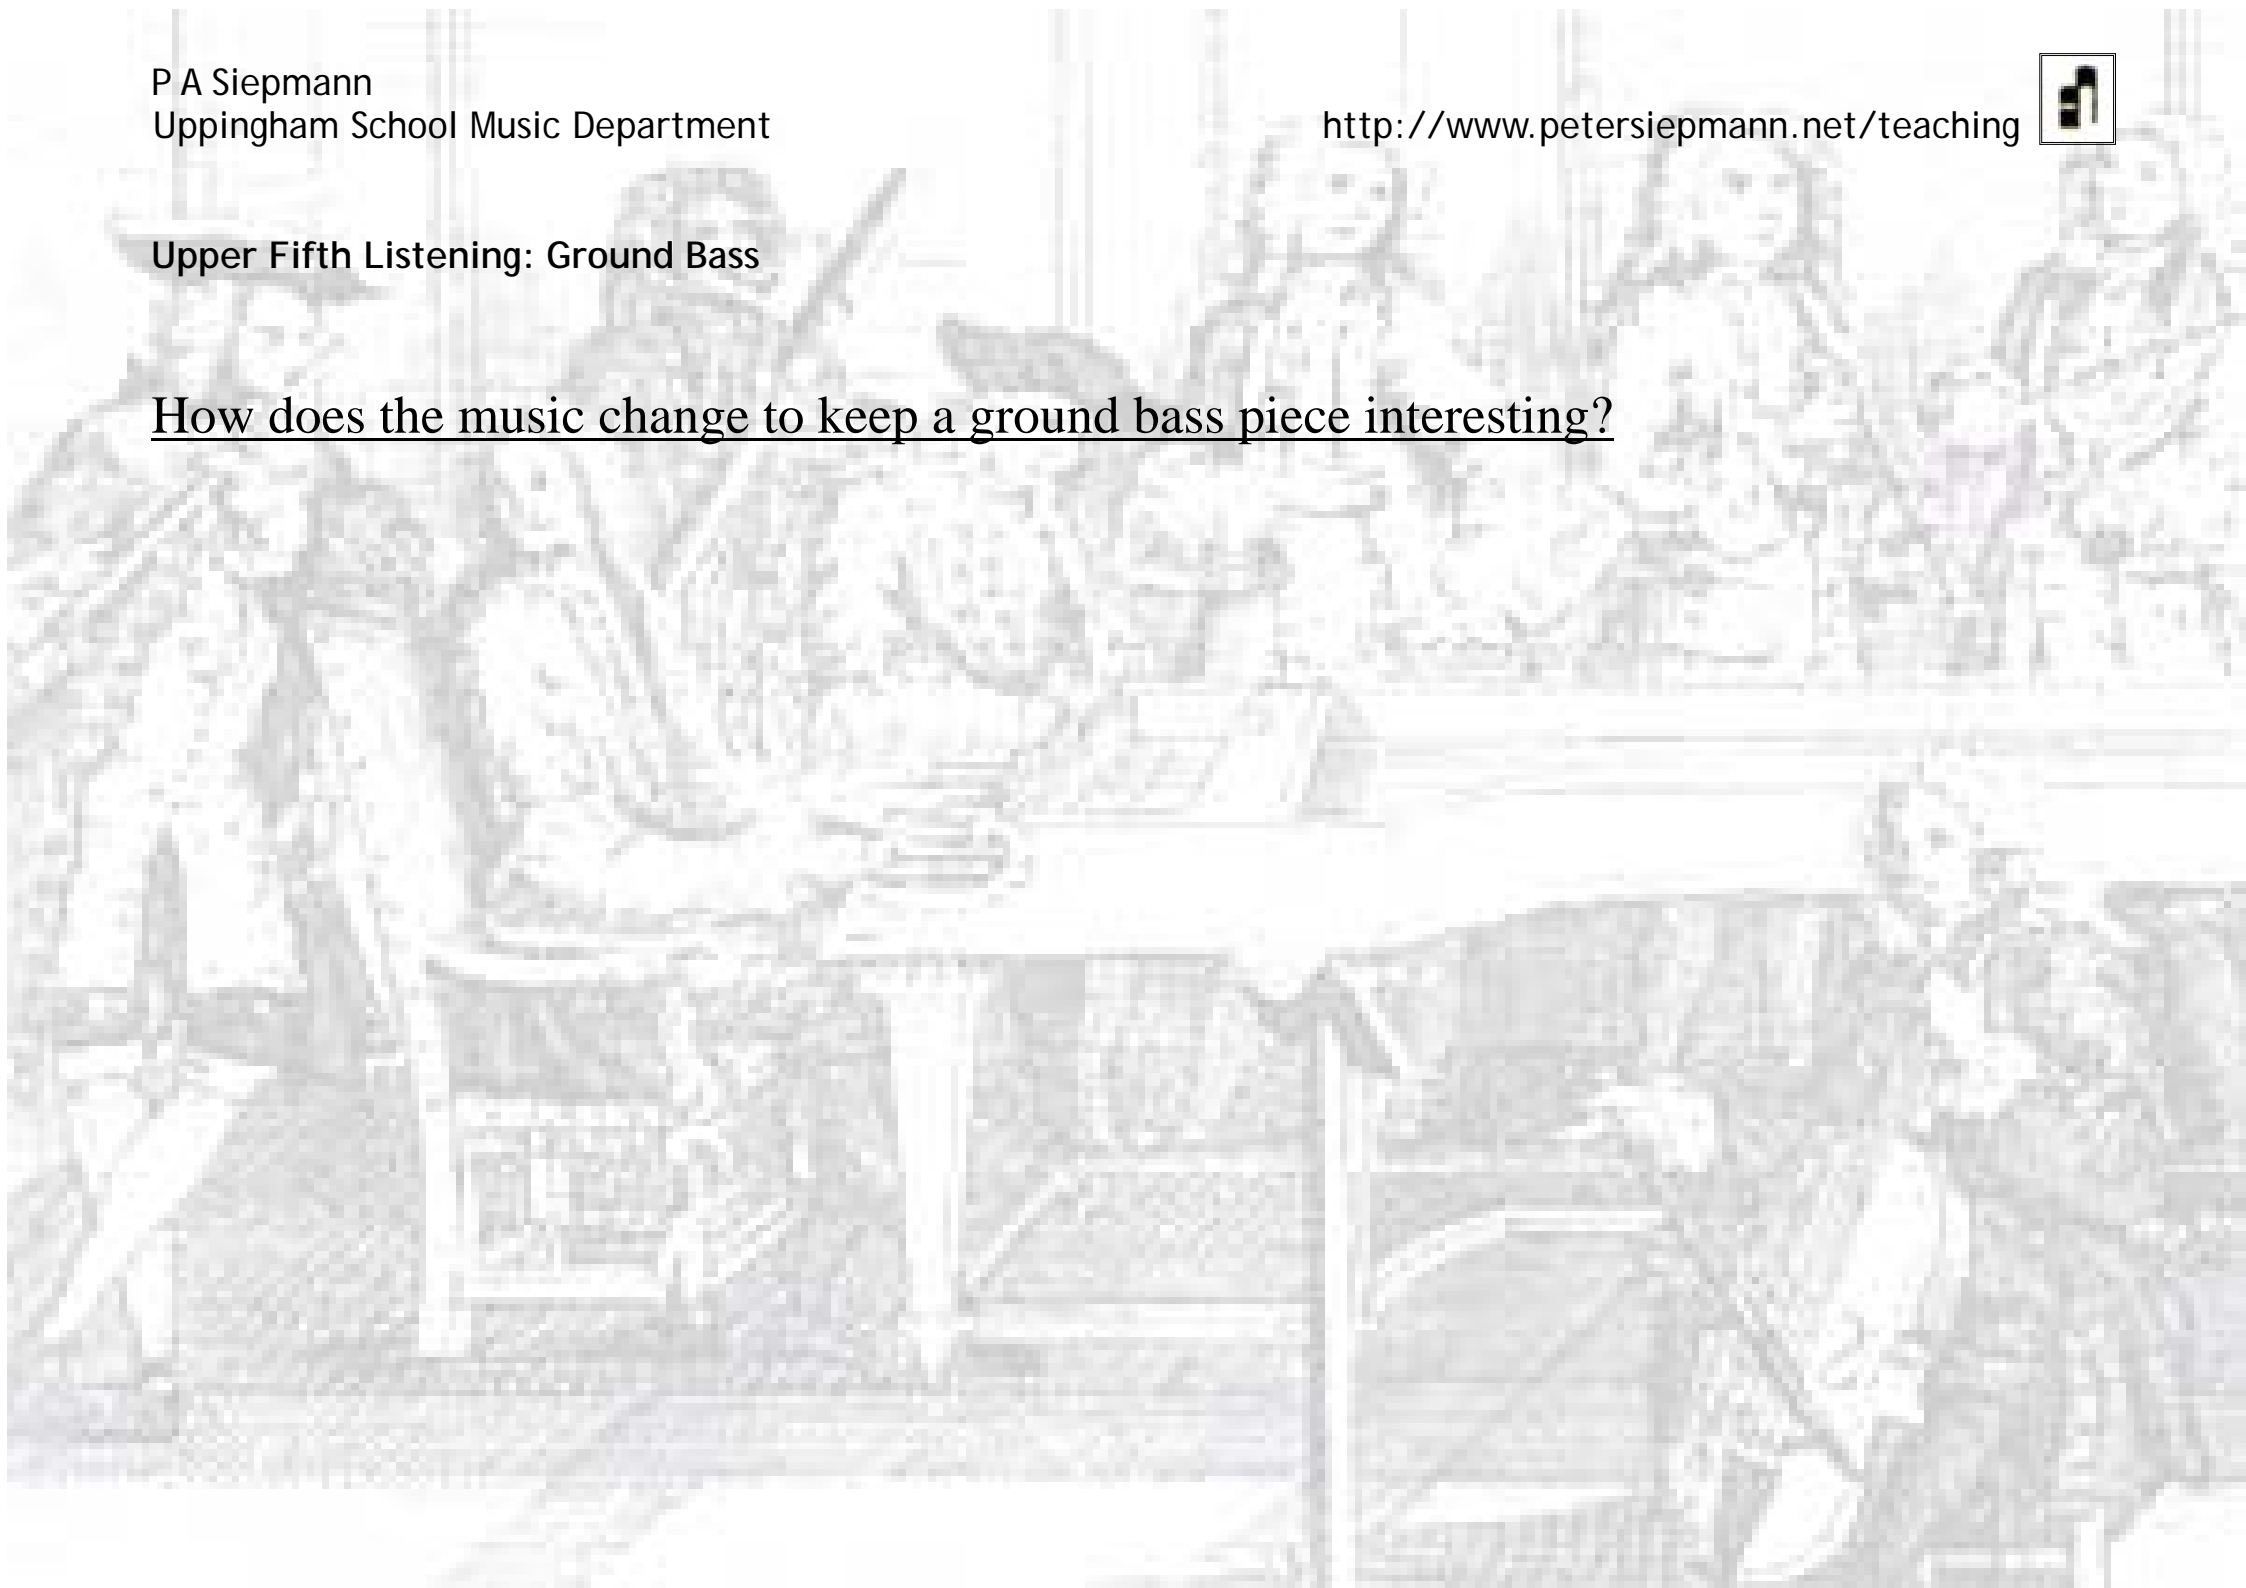 P A Siepmann
Uppingham School Music Department
http://www.petersiepmann.net/teaching
Upper Fifth Listening: Ground Bass
How does the music change to keep a ground bass piece interesting?